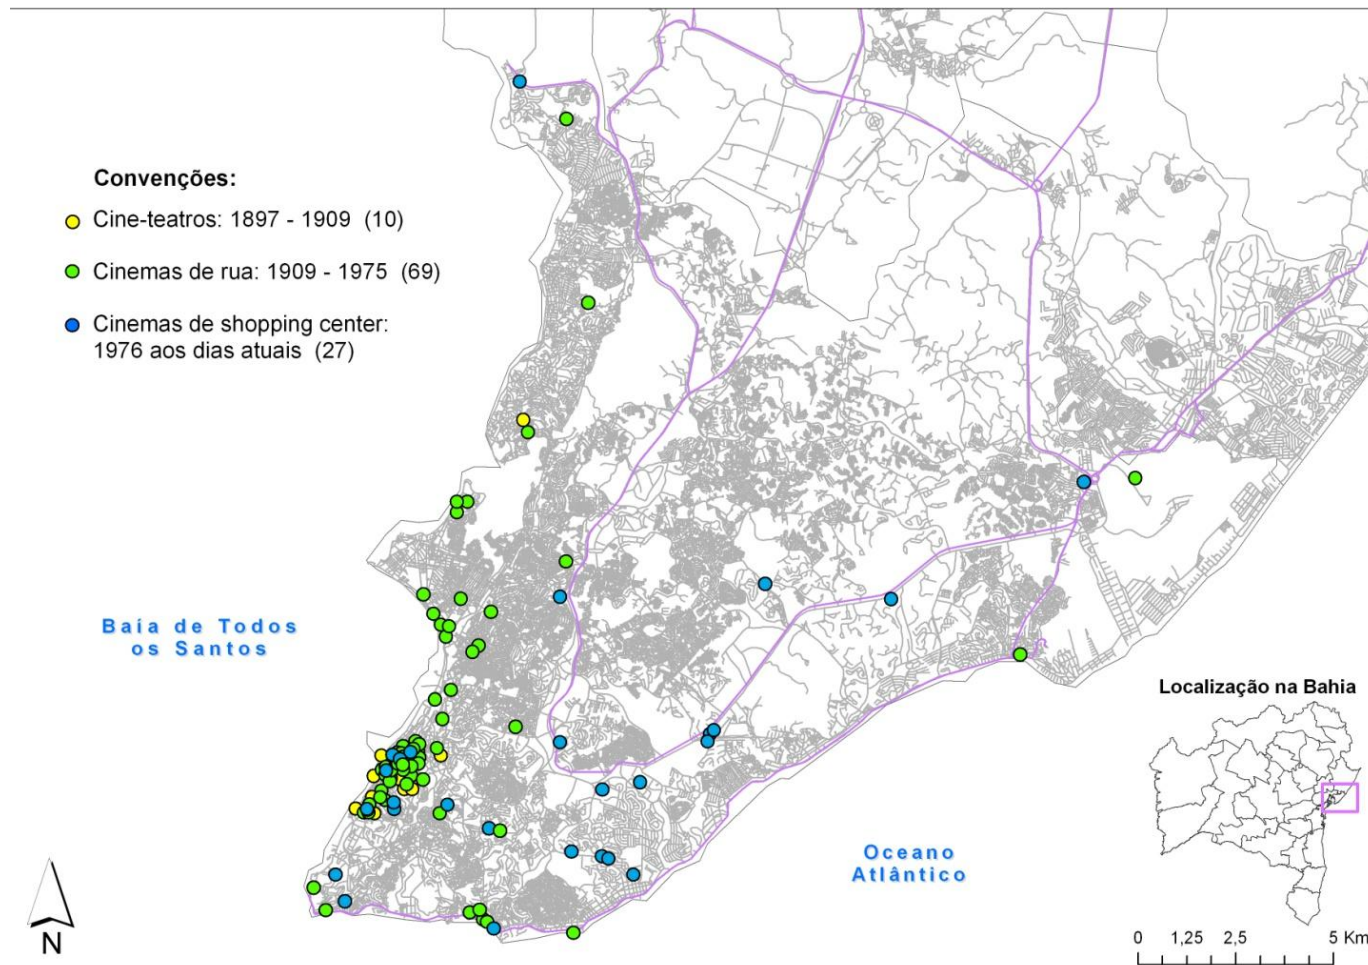 Convenções:
Cine-teatros: 1897 - 1909 (10)
Cinemas de rua: 1909 - 1975 (69)
Cinemas de shopping center:
1976 aos dias atuais (27)
Baía de Todos
os Santos
Localização na Bahia
Oceano
Atlântico
N
0 1,25 2,5 5 Km